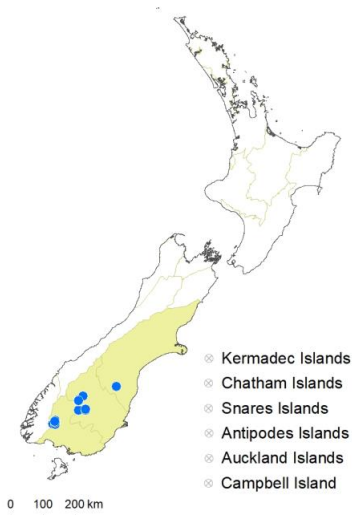 Kermadec Islands
Chatham Islands
Snares Islands
Antipodes Islands
Auckland Islands
Campbell Island
0 100 200 km